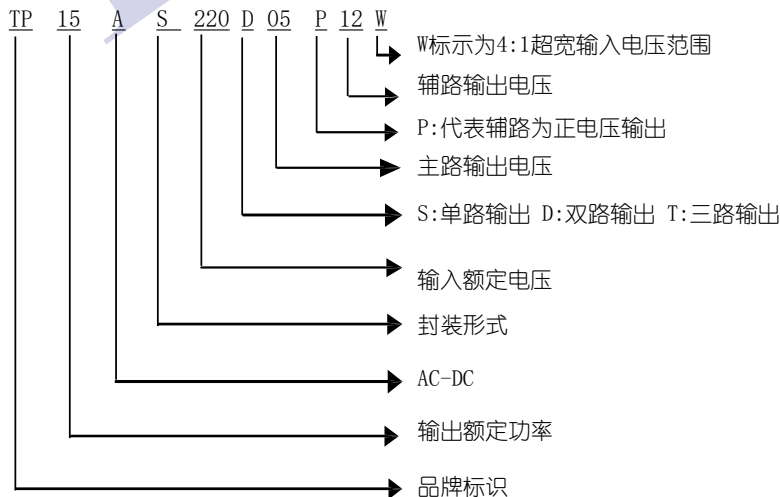 TP 15 A S 220 D 05 P 12 W
W标示为4:1超宽输入电压范围
辅路输出电压
P:代表辅路为正电压输出
主路输出电压
S:单路输出 D:双路输出 T:三路输出
输入额定电压
封装形式
AC-DC
输出额定功率
品牌标识